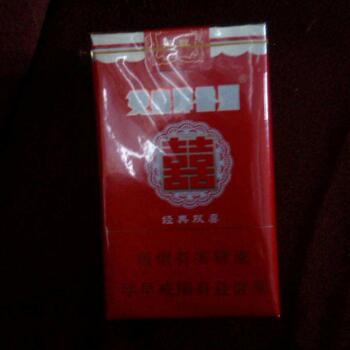 囍
经典双喜
吸烟有害健康
尽早戒烟有益健康